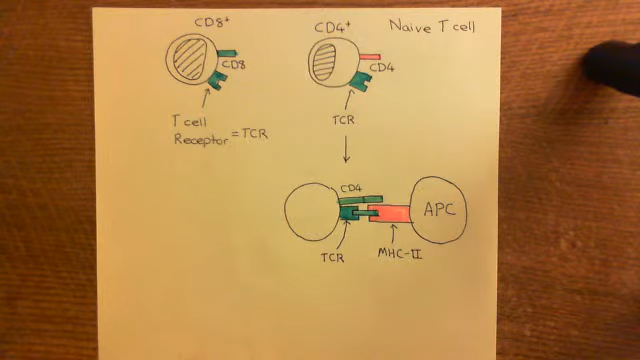 CD8⁺
CD4⁺
Naive T cell
CD8
CD4
T cell
Receptor = TCR
TCR
CD4
APC
TCR
MHC-II